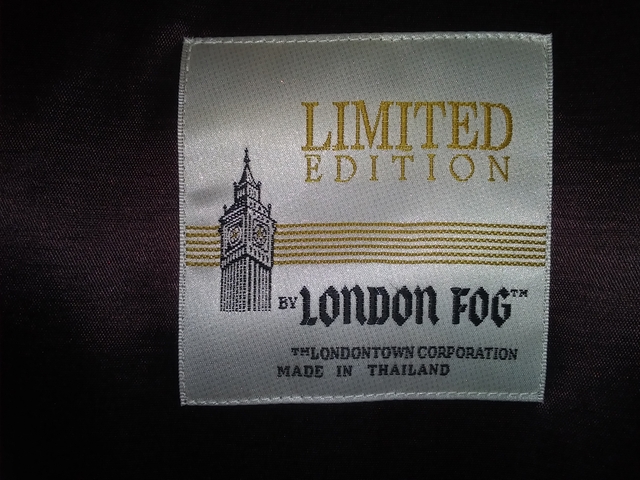 LIMITED
EDITION
BY LONDON FOG™
™LONDONTOWN CORPORATION
MADE IN THAILAND